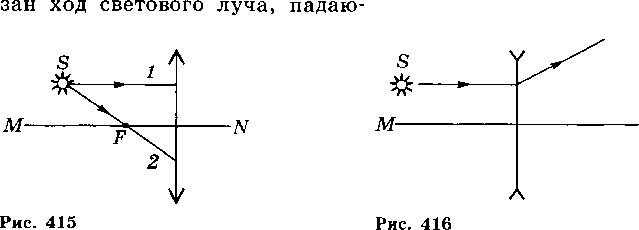 зан ход светового луча, падаю-
S
1
M
F
N
2
Рис. 415
S
M
Рис. 416